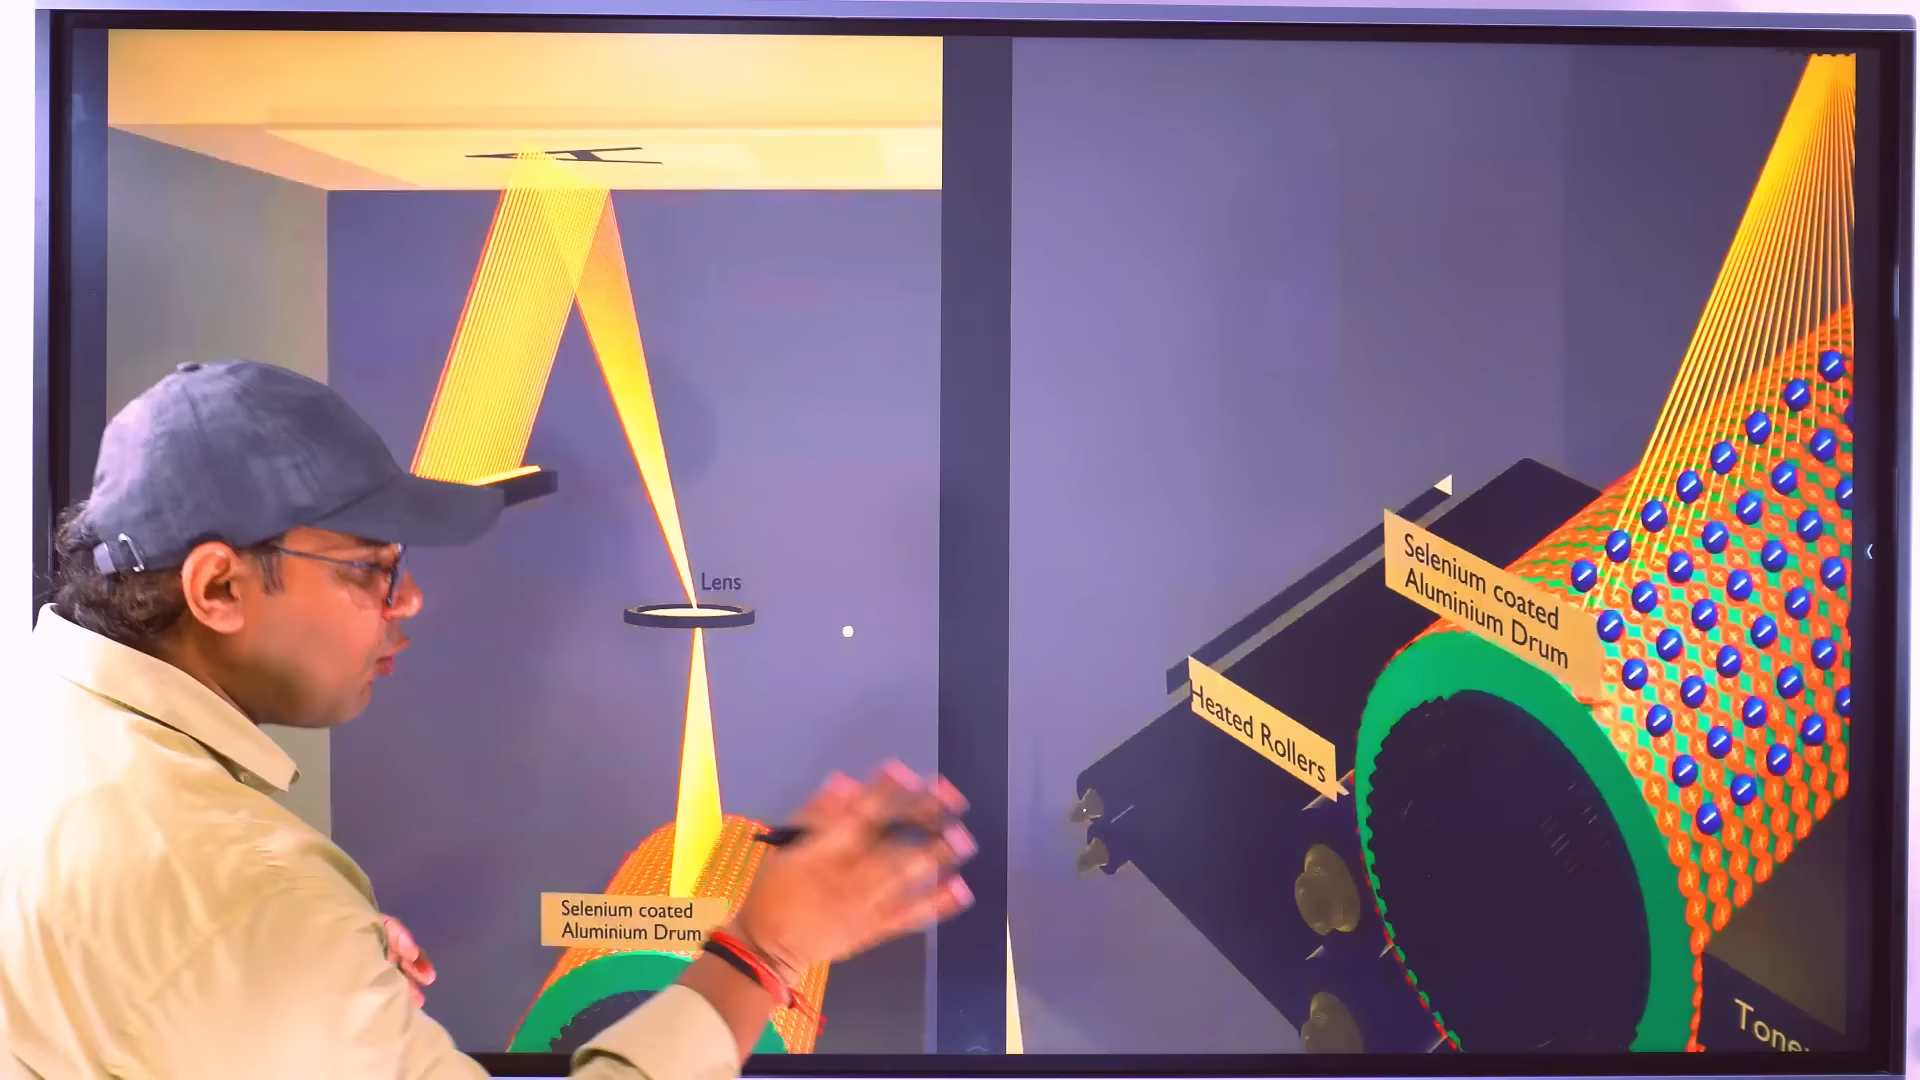 Lens
Selenium coated
Aluminium Drum
Selenium coated
Aluminium Drum
Heated Rollers